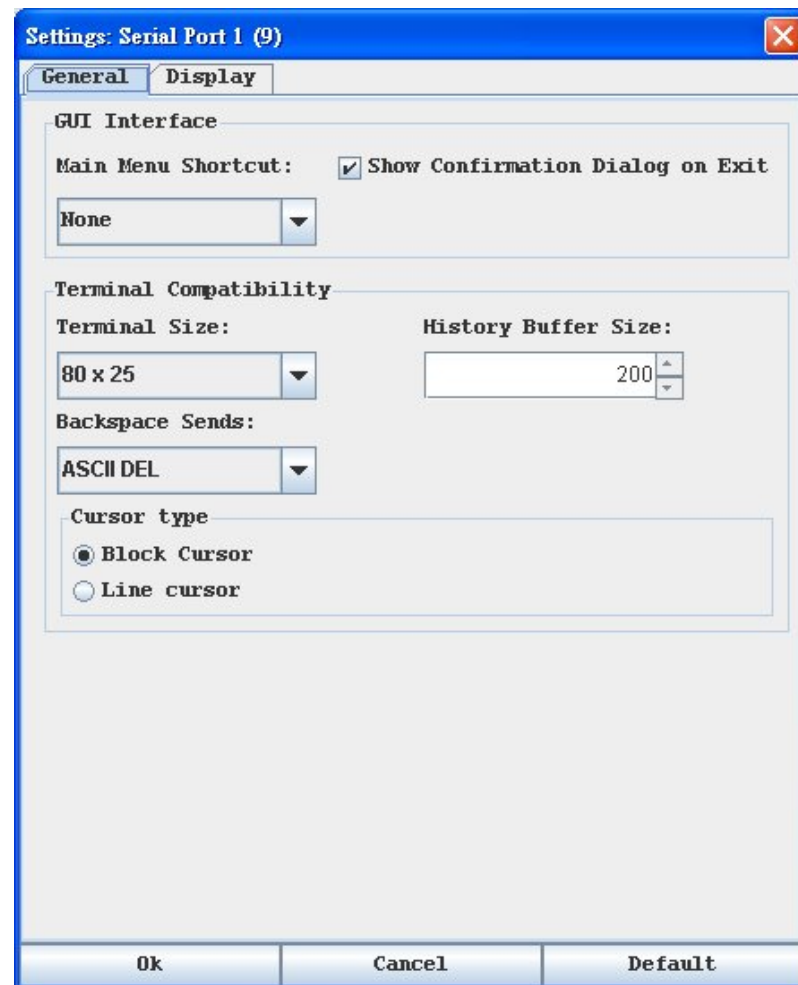 Settings: Serial Port 1 (9)
General Display
GUI Interface
Main Menu Shortcut: Show Confirmation Dialog on Exit
None
Terminal Compatibility
Terminal Size: History Buffer Size:
80 x 25 200
Backspace Sends:
ASCII DEL
Cursor type
Block Cursor
Line cursor
Ok Cancel Default